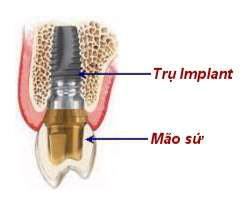 Trụ Implant
Mão sứ